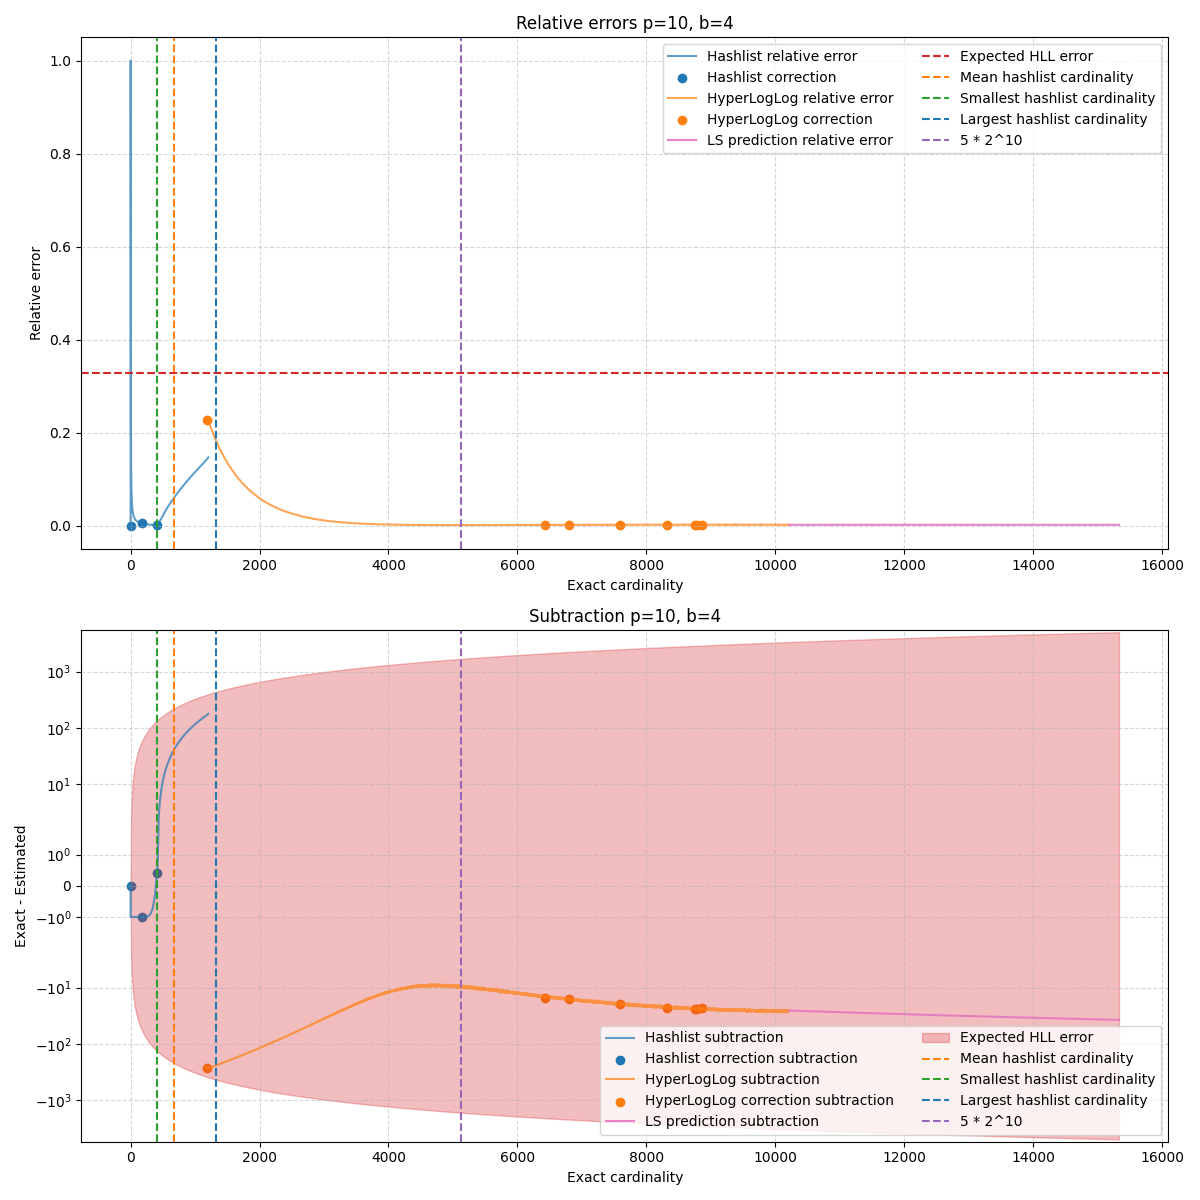 Relative errors p=10, b=4
Relative error
1.0
0.8
0.6
0.4
0.2
0.0
Hashlist relative error
Hashlist correction
HyperLogLog relative error
HyperLogLog correction
LS prediction relative error
Expected HLL error
Mean hashlist cardinality
Smallest hashlist cardinality
Largest hashlist cardinality
5 * 2^10
0 2000 4000 6000 8000 10000 12000 14000 16000
Exact cardinality
Subtraction p=10, b=4
Exact - Estimated
10³
10²
10¹
10⁰
0
−10⁰
−10¹
−10²
−10³
Hashlist subtraction
Hashlist correction subtraction
HyperLogLog subtraction
HyperLogLog correction subtraction
LS prediction subtraction
Expected HLL error
Mean hashlist cardinality
Smallest hashlist cardinality
Largest hashlist cardinality
5 * 2^10
0 2000 4000 6000 8000 10000 12000 14000 16000
Exact cardinality